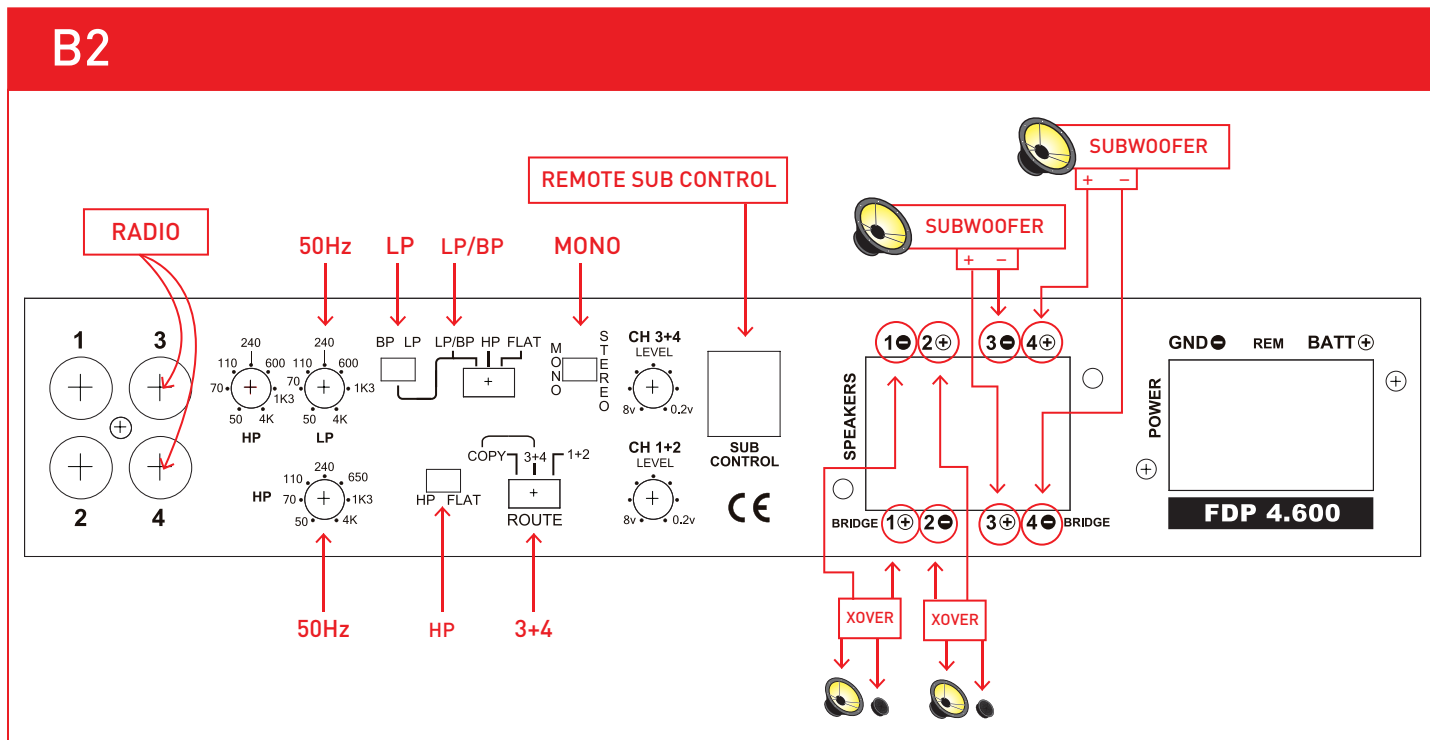 B2
SUBWOOFER
+ −
REMOTE SUB CONTROL
SUBWOOFER
+ −
RADIO
50Hz LP LP/BP MONO
1 3
2 4
240
110 600
70 1K3
50 4K
HP
240
110 600
70 1K3
50 4K
LP
BP LP LP/BP HP FLAT
MONO
STEREO
CH 3+4
LEVEL
8v 0.2v
240
110 650
HP 70 1K3
50 4K
HP FLAT
COPY 3+4 1+2
ROUTE
CH 1+2
LEVEL
8v 0.2v
SUB
CONTROL
CE
SPEAKERS
1⊖ 2⊕ 3⊖ 4⊕
BRIDGE 1⊕ 2⊖ 3⊕ 4⊖ BRIDGE
GND⊖ REM BATT⊕
POWER
FDP 4.600
50Hz HP 3+4
XOVER XOVER